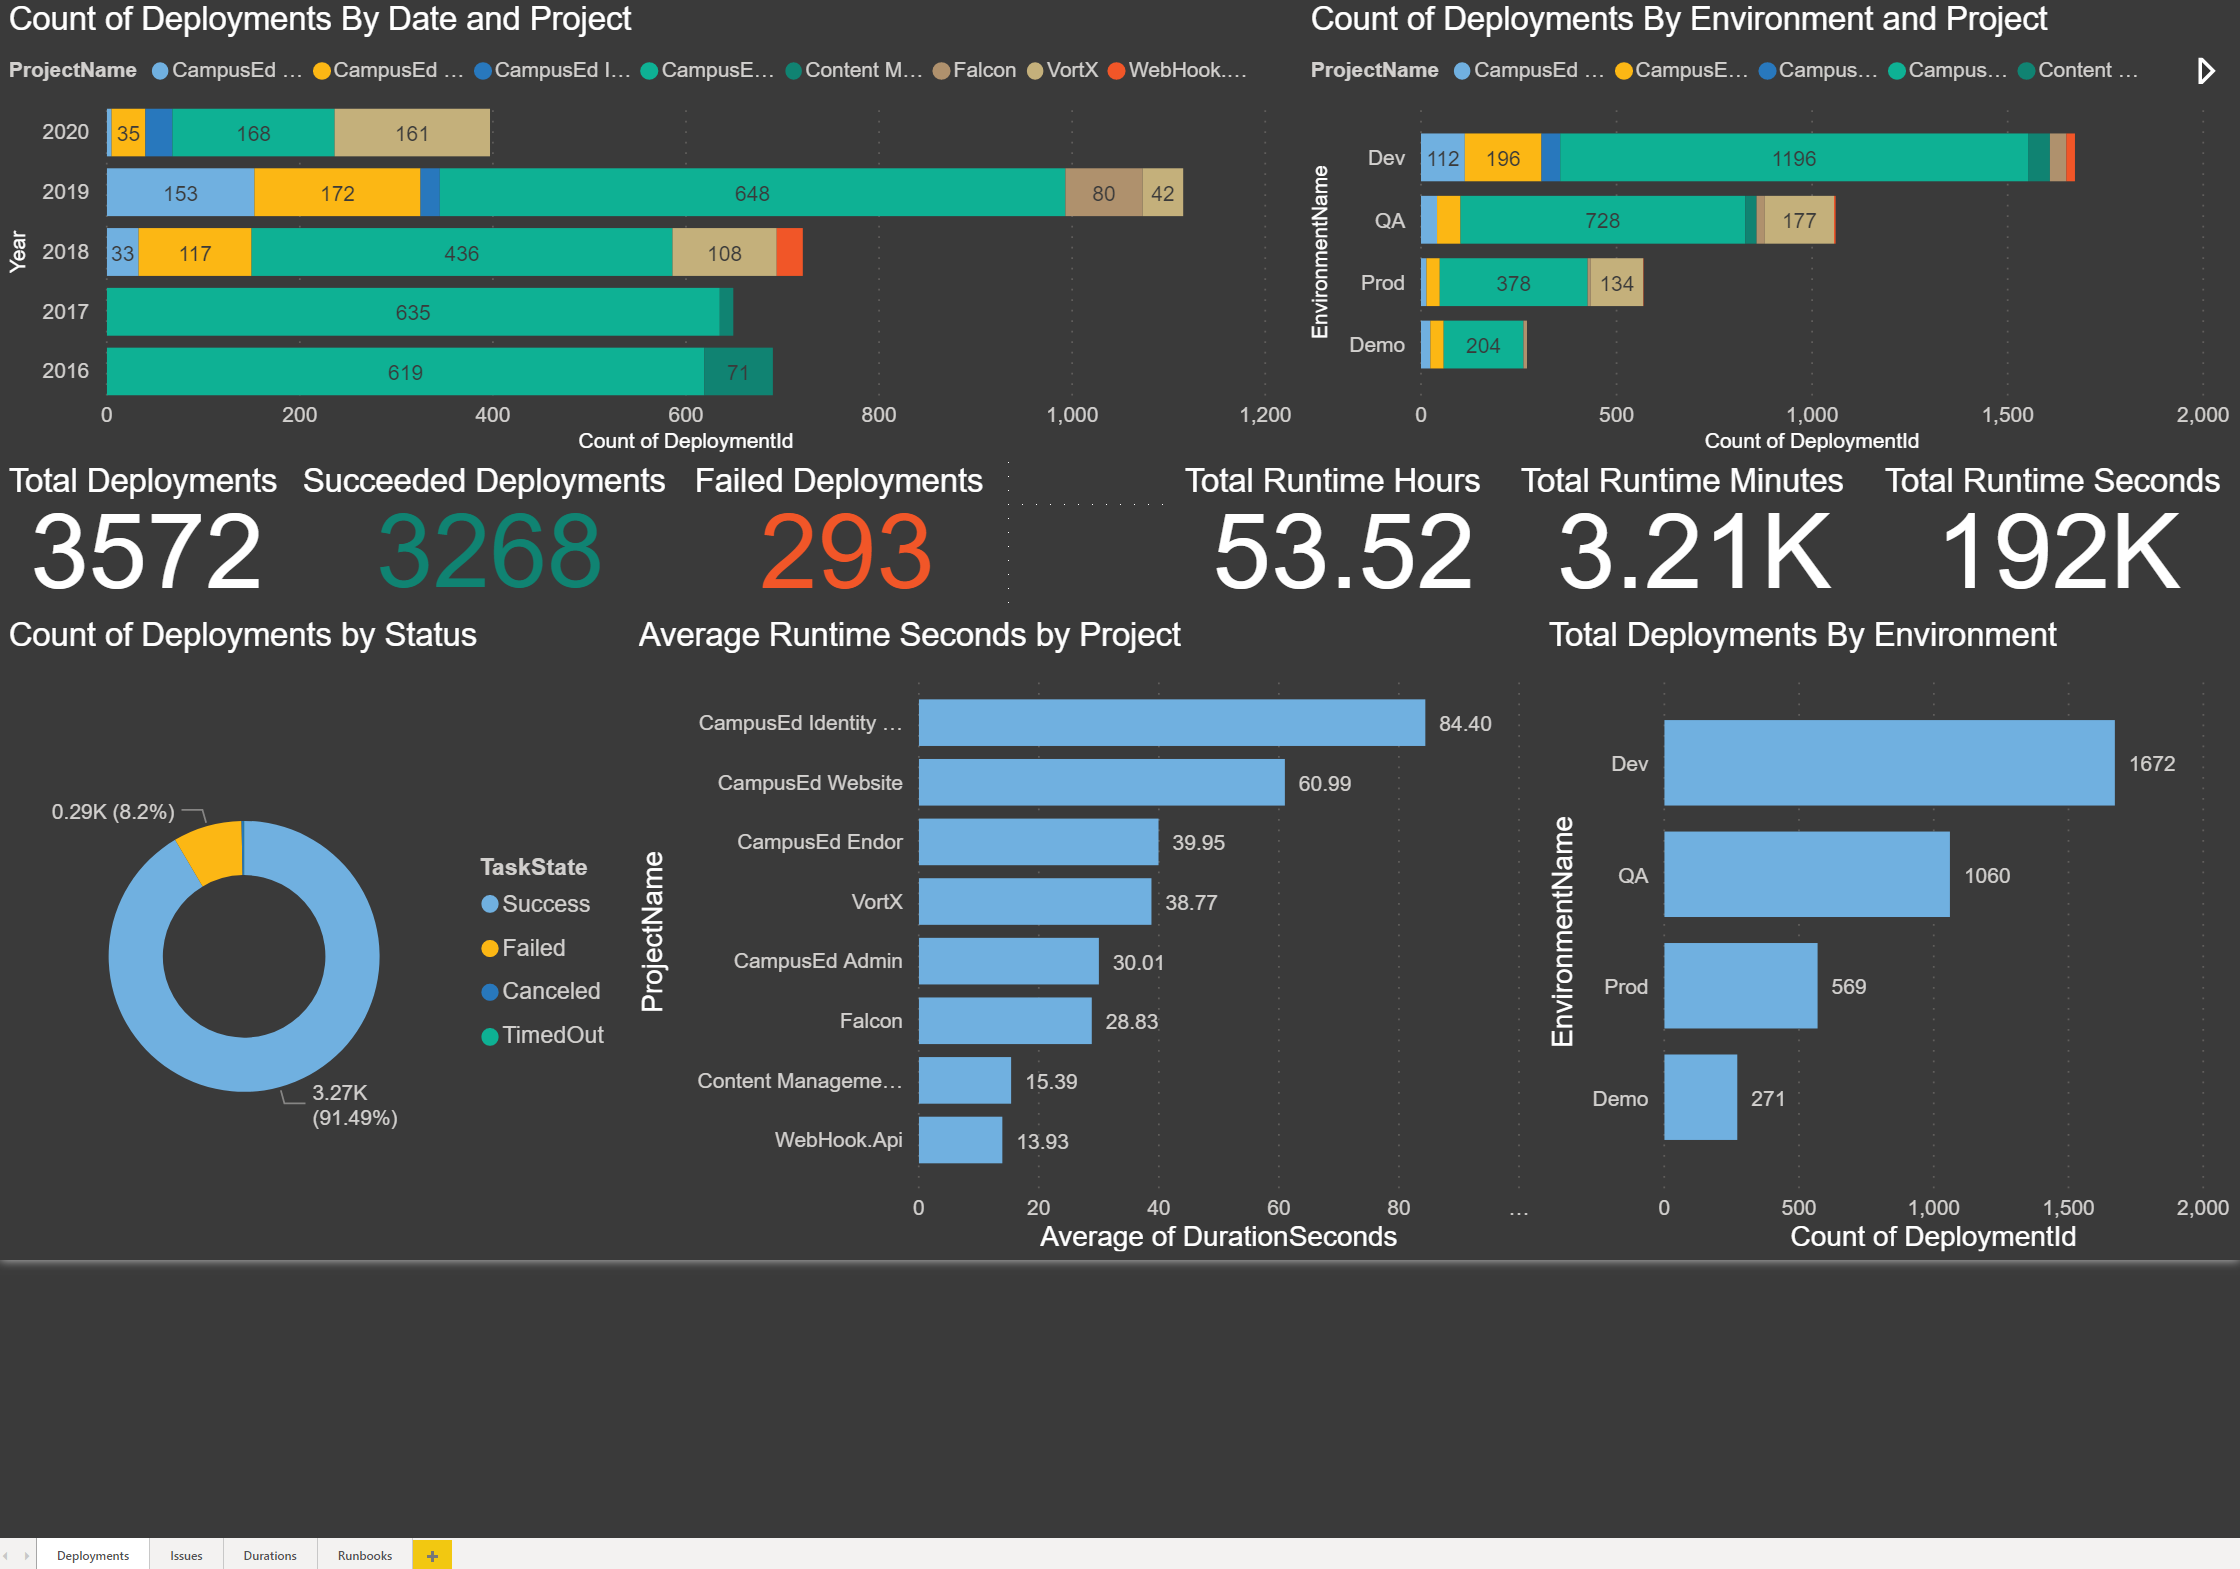 Count of Deployments By Date and Project
ProjectName CampusEd … CampusEd … CampusEd I… CampusE… Content M… Falcon VortX WebHook.…
Year
2020 35 168 161
2019 153 172 648 80 42
2018 33 117 436 108
2017 635
2016 619 71
0 200 400 600 800 1,000 1,200
Count of DeploymentId
Count of Deployments By Environment and Project
ProjectName CampusEd … CampusE… Campus… Campus… Content …
EnvironmentName
Dev 112 196 1196
QA 728 177
Prod 378 134
Demo 204
0 500 1,000 1,500 2,000
Count of DeploymentId
Total Deployments
3572
Succeeded Deployments
3268
Failed Deployments
293
Total Runtime Hours
53.52
Total Runtime Minutes
3.21K
Total Runtime Seconds
192K
Count of Deployments by Status
0.29K (8.2%)
3.27K
(91.49%)
TaskState
Success
Failed
Canceled
TimedOut
Average Runtime Seconds by Project
ProjectName
CampusEd Identity … 84.40
CampusEd Website 60.99
CampusEd Endor 39.95
VortX 38.77
CampusEd Admin 30.01
Falcon 28.83
Content Manageme… 15.39
WebHook.Api 13.93
0 20 40 60 80 …
Average of DurationSeconds
Total Deployments By Environment
EnvironmentName
Dev 1672
QA 1060
Prod 569
Demo 271
0 500 1,000 1,500 2,000
Count of DeploymentId
Deployments Issues Durations Runbooks +